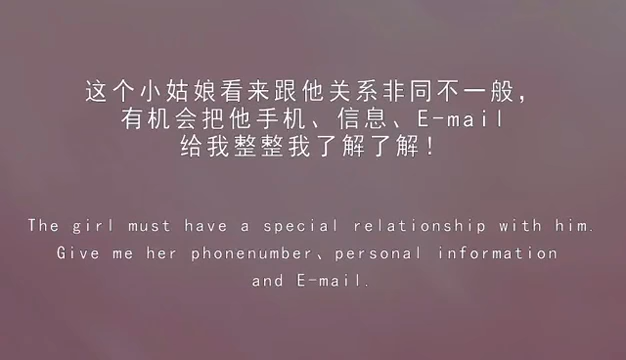 这个小姑娘看来跟他关系非同不一般，
有机会把他手机、信息、E-mail
给我整整我了解了解！
The girl must have a special relationship with him.
Give me her phonenumber、personal information
and E-mail.